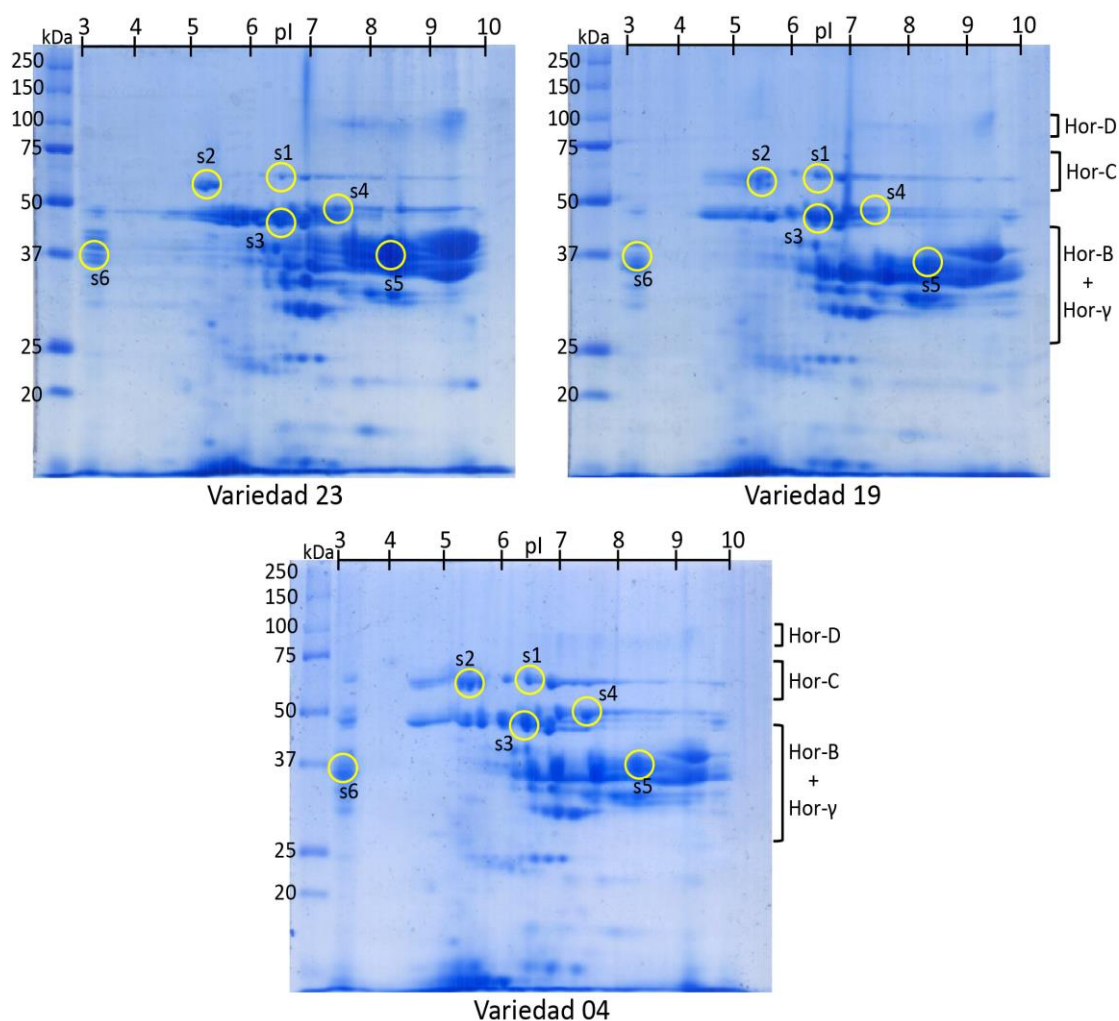 kDa 3 4 5 6 pI 7 8 9 10
250
150
100
75
50
37
25
20
s2 s1
s4
s3
s6 s5
Variedad 23
kDa 3 4 5 6 pI 7 8 9 10
250
150
100
75
50
37
25
20
s2 s1
s4
s3
s6 s5
Hor-D
Hor-C
Hor-B
+
Hor-γ
Variedad 19
kDa 3 4 5 6 pI 7 8 9 10
250
150
100
75
50
37
25
20
s2 s1
s4
s3
s6 s5
Hor-D
Hor-C
Hor-B
+
Hor-γ
Variedad 04